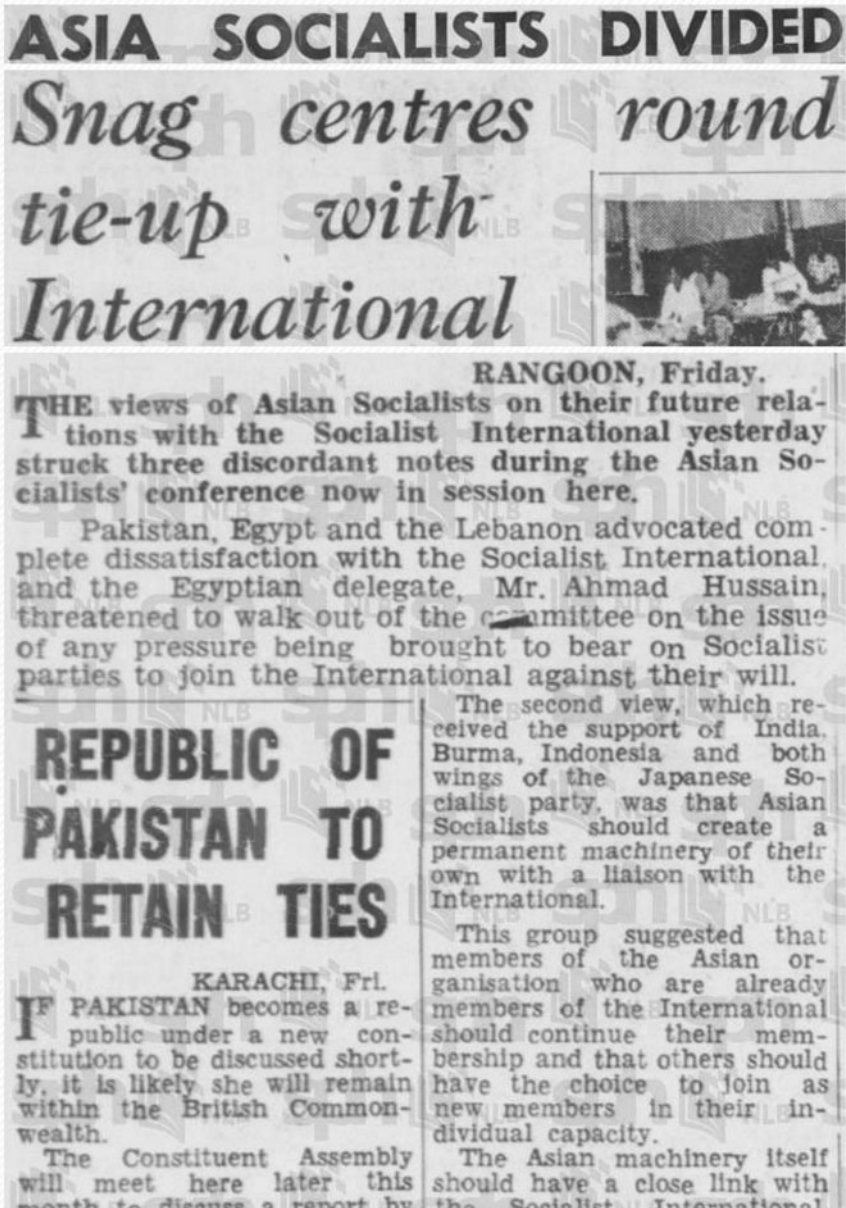 ASIA SOCIALISTS DIVIDED
Snag centres round
tie-up with
International
RANGOON, Friday.
THE views of Asian Socialists on their future rela-
tions with the Socialist International yesterday
struck three discordant notes during the Asian So-
cialists' conference now in session here.
Pakistan, Egypt and the Lebanon advocated com-
plete dissatisfaction with the Socialist International,
and the Egyptian delegate, Mr. Ahmad Hussain,
threatened to walk out of the committee on the issue
of any pressure being brought to bear on Socialist
parties to join the International against their will.
REPUBLIC OF
PAKISTAN TO
RETAIN TIES
KARACHI, Fri.
IF PAKISTAN becomes a re-
public under a new con-
stitution to be discussed short-
ly, it is likely she will remain
within the British Common-
wealth.
The Constituent Assembly
will meet here later this
month to discuss a report by
The second view, which re-
ceived the support of India,
Burma, Indonesia and both
wings of the Japanese So-
cialist party, was that Asian
Socialists should create a
permanent machinery of their
own with a liaison with the
International.
This group suggested that
members of the Asian or-
ganisation who are already
members of the International
should continue their mem-
bership and that others should
have the choice to join as
new members in their in-
dividual capacity.
The Asian machinery itself
should have a close link with
the Socialist International,